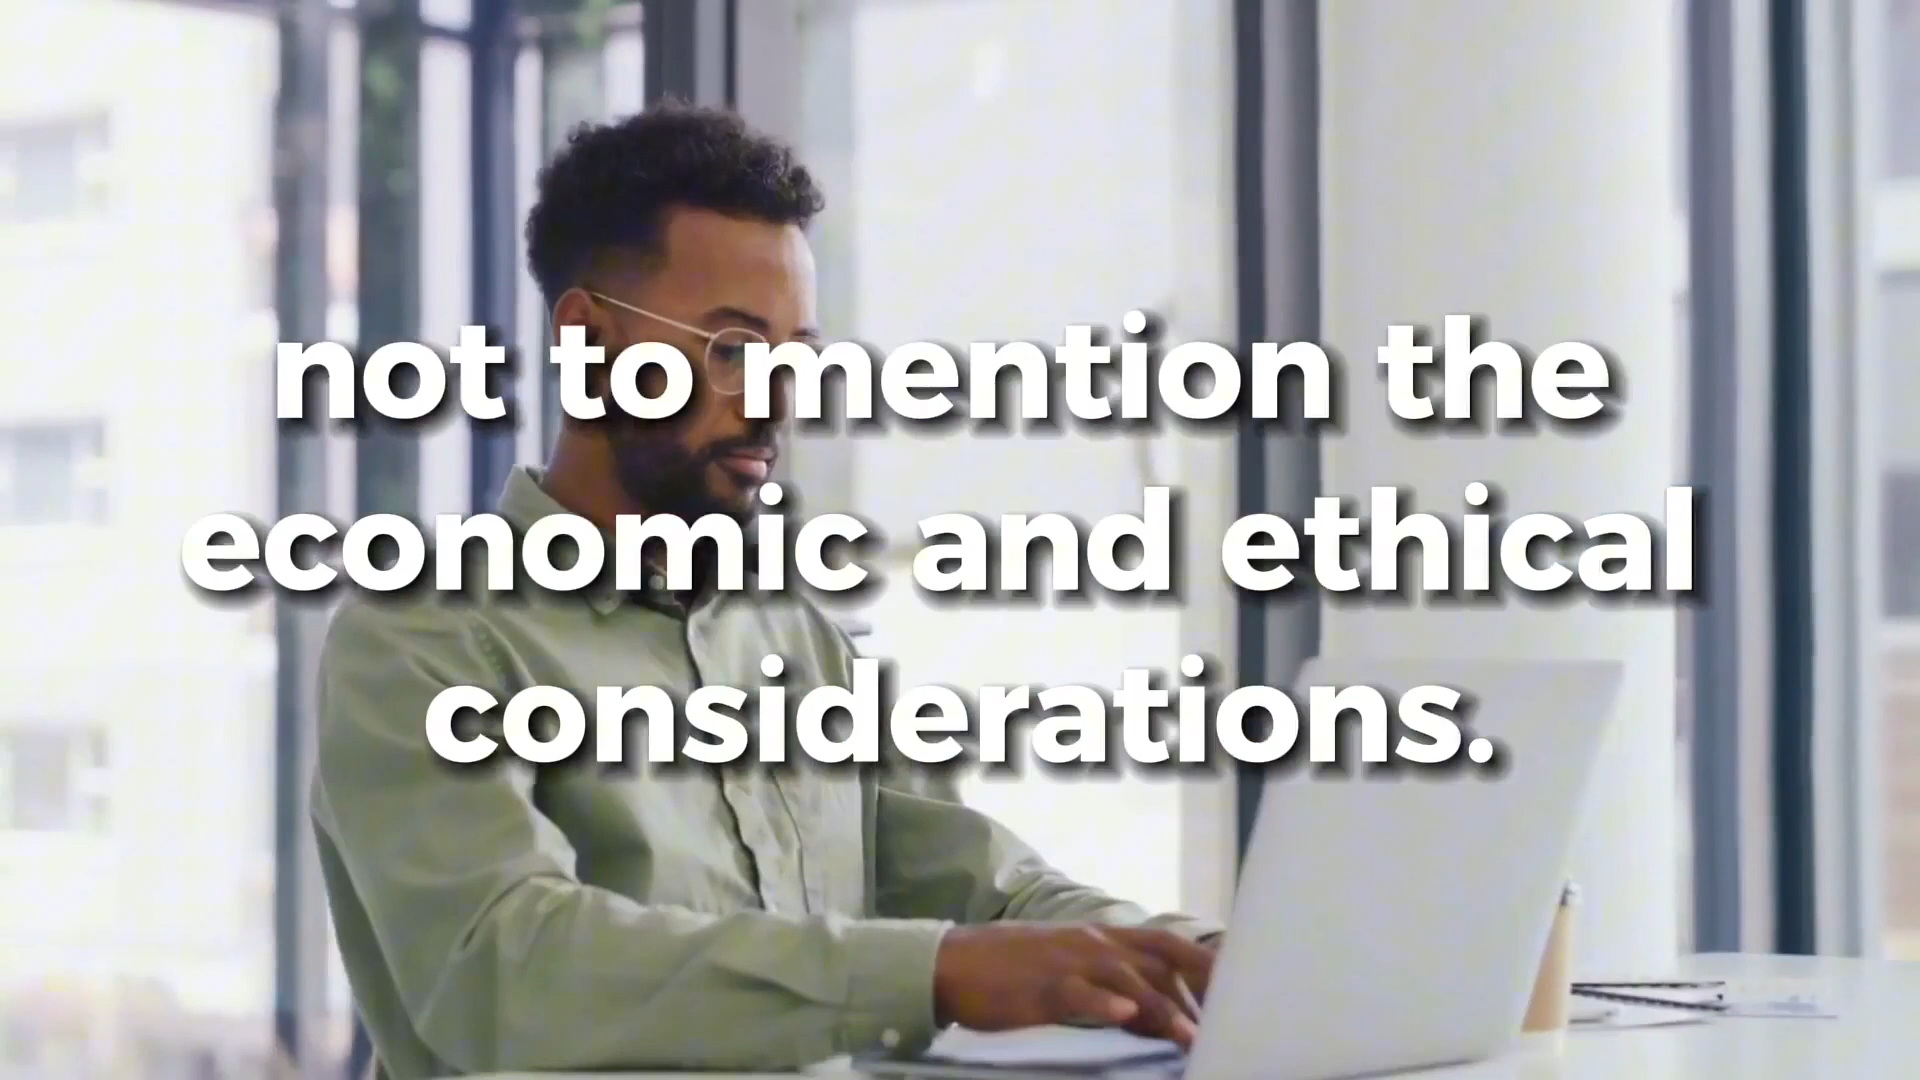 not to mention the
economic and ethical
considerations.